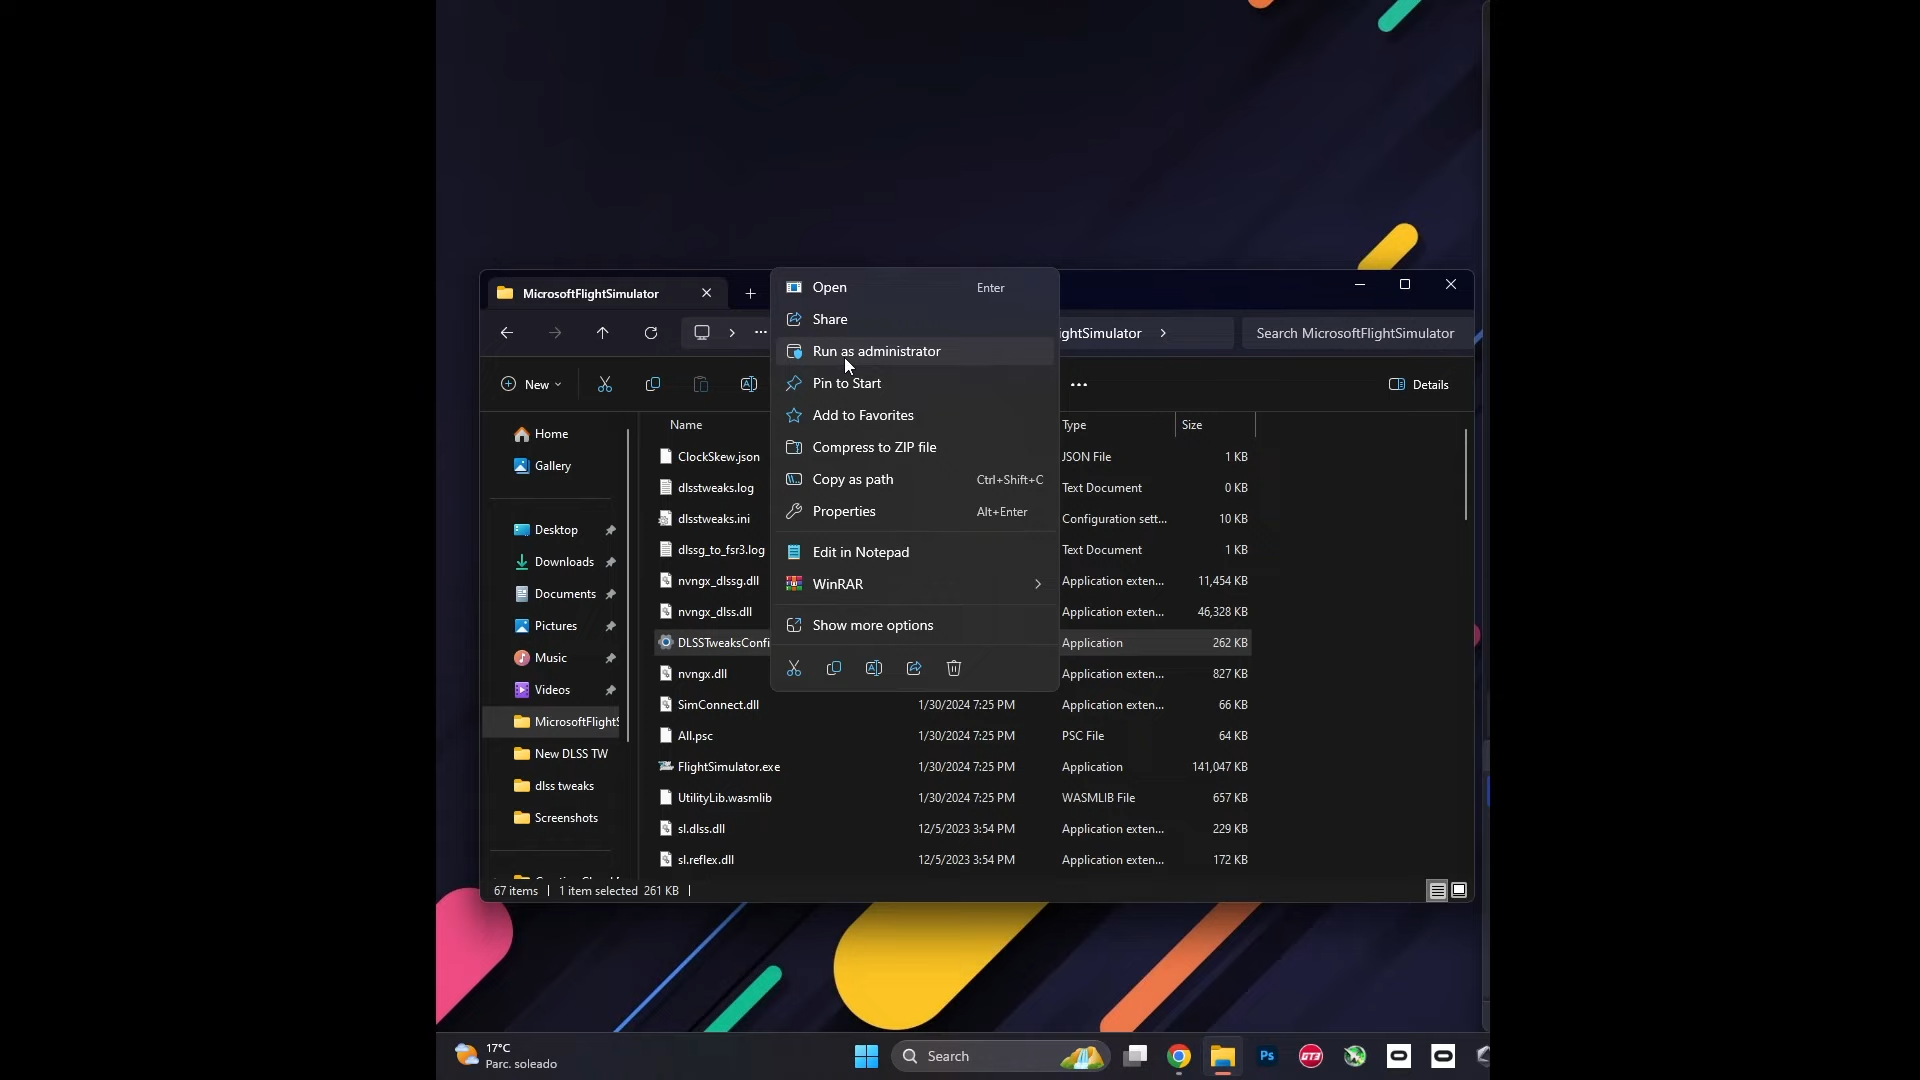 MicrosoftFlightSimulator
Search MicrosoftFlightSimulator
New
Details
Open Enter
Share
Run as administrator
Pin to Start
Add to Favorites
Compress to ZIP file
Copy as path Ctrl+Shift+C
Properties Alt+Enter
Edit in Notepad
WinRAR
Show more options
Home
Gallery
Desktop
Downloads
Documents
Pictures
Music
Videos
MicrosoftFlightS
New DLSS TW
dlss tweaks
Screenshots
Name Type Size
ClockSkew.json JSON File 1 KB
dlsstweaks.log Text Document 0 KB
dlsstweaks.ini Configuration sett... 10 KB
dlssg_to_fsr3.log Text Document 1 KB
nvngx_dlssg.dll Application exten... 11,454 KB
nvngx_dlss.dll Application exten... 46,328 KB
DLSSTweaksConfi Application 262 KB
nvngx.dll Application exten... 827 KB
SimConnect.dll 1/30/2024 7:25 PM Application exten... 66 KB
All.psc 1/30/2024 7:25 PM PSC File 64 KB
FlightSimulator.exe 1/30/2024 7:25 PM Application 141,047 KB
UtilityLib.wasmlib 1/30/2024 7:25 PM WASMLIB File 657 KB
sl.dlss.dll 12/5/2023 3:54 PM Application exten... 229 KB
sl.reflex.dll 12/5/2023 3:54 PM Application exten... 172 KB
67 items 1 item selected 261 KB
17°C
Parc. soleado
Search
Ps
GT3